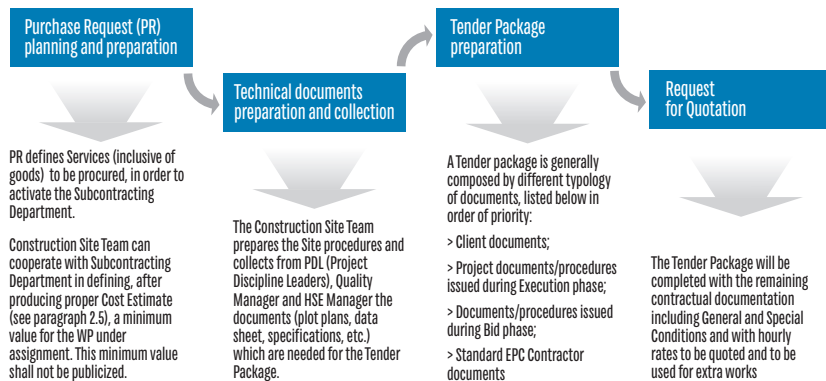 Purchase Request (PR)
planning and preparation
PR defines Services (inclusive of
goods) to be procured, in order to
activate the Subcontracting
Department.
Construction Site Team can
cooperate with Subcontracting
Department in defining, after
producing proper Cost Estimate
(see paragraph 2.5), a minimum
value for the WP under
assignment. This minimum value
shall not be publicized.
Technical documents
preparation and collection
The Construction Site Team
prepares the Site procedures and
collects from PDL (Project
Discipline Leaders), Quality
Manager and HSE Manager the
documents (plot plans, data
sheet, specifications, etc.)
which are needed for the Tender
Package.
Tender Package
preparation
A Tender package is generally
composed by different typology
of documents, listed below in
order of priority:
> Client documents;
> Project documents/procedures
issued during Execution phase;
> Documents/procedures issued
during Bid phase;
> Standard EPC Contractor
documents
Request
for Quotation
The Tender Package will be
completed with the remaining
contractual documentation
including General and Special
Conditions and with hourly
rates to be quoted and to be
used for extra works